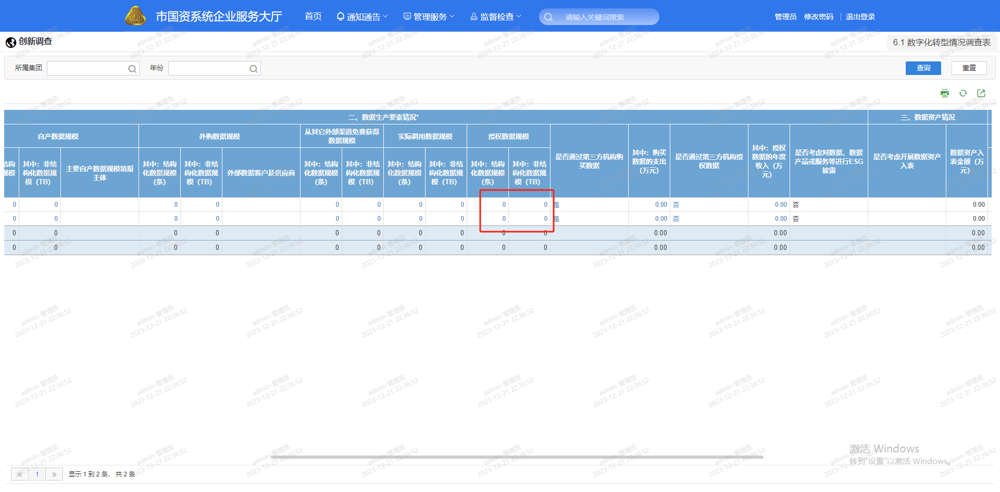 市国资系统企业服务大厅
首页
通知通告
管理服务
监督检查
请输入关键词搜索
管理员
修改密码
退出登录
创新调查
6.1 数字化转型情况调查表
所属集团
年份
查询
重置
二、数据生产要素情况*
三、数据资产情况
自产数据规模
外购数据规模
从其它外部渠道免费获得
数据规模
实际调用数据规模
授权数据规模
是否通过第三方机构购
买数据
其中：购买
数据的支出
(万元)
是否通过第三方机构授
权数据
其中：授权
数据的年度
收入（万
元）
是否考虑对数据、数据
产品或服务等进行ESG
披露
是否考虑开展数据资产
入表
数据资产入
表金额（万
元）
结构
规模
其中：非结
构化数据规
模（TB）
主要自产数据规模填报
主体
其中：结构
化数据规模
(条）
其中：非结
构化数据规
模（TB）
外部数据客户及供应商
其中：结构
化数据规模
(条)
其中：非结
构化数据规
模（TB）
其中：结构
化数据规模
(条）
其中：非结
构化数据规
模（TB）
其中：结构
化数据规模
(条）
其中：非结
构化数据规
模（TB）
0 0 0 0 0 0 0 0 0 0 是 0.00 否 0.00 否 0.00
0 0 0 0 0 0 0 0 0 0 是 0.00 否 0.00 否 0.00
0 0 0 0 0 0 0 0 0 0 0.00 0.00 0.00
0 0 0 0 0 0 0 0 0 0 0.00 0.00 0.00
admin-管理员
2023-12-21 22:36:52
激活 Windows
转到"设置"以激活 Windows。
« 1 »
显示 1 到 2 条， 共 2 条